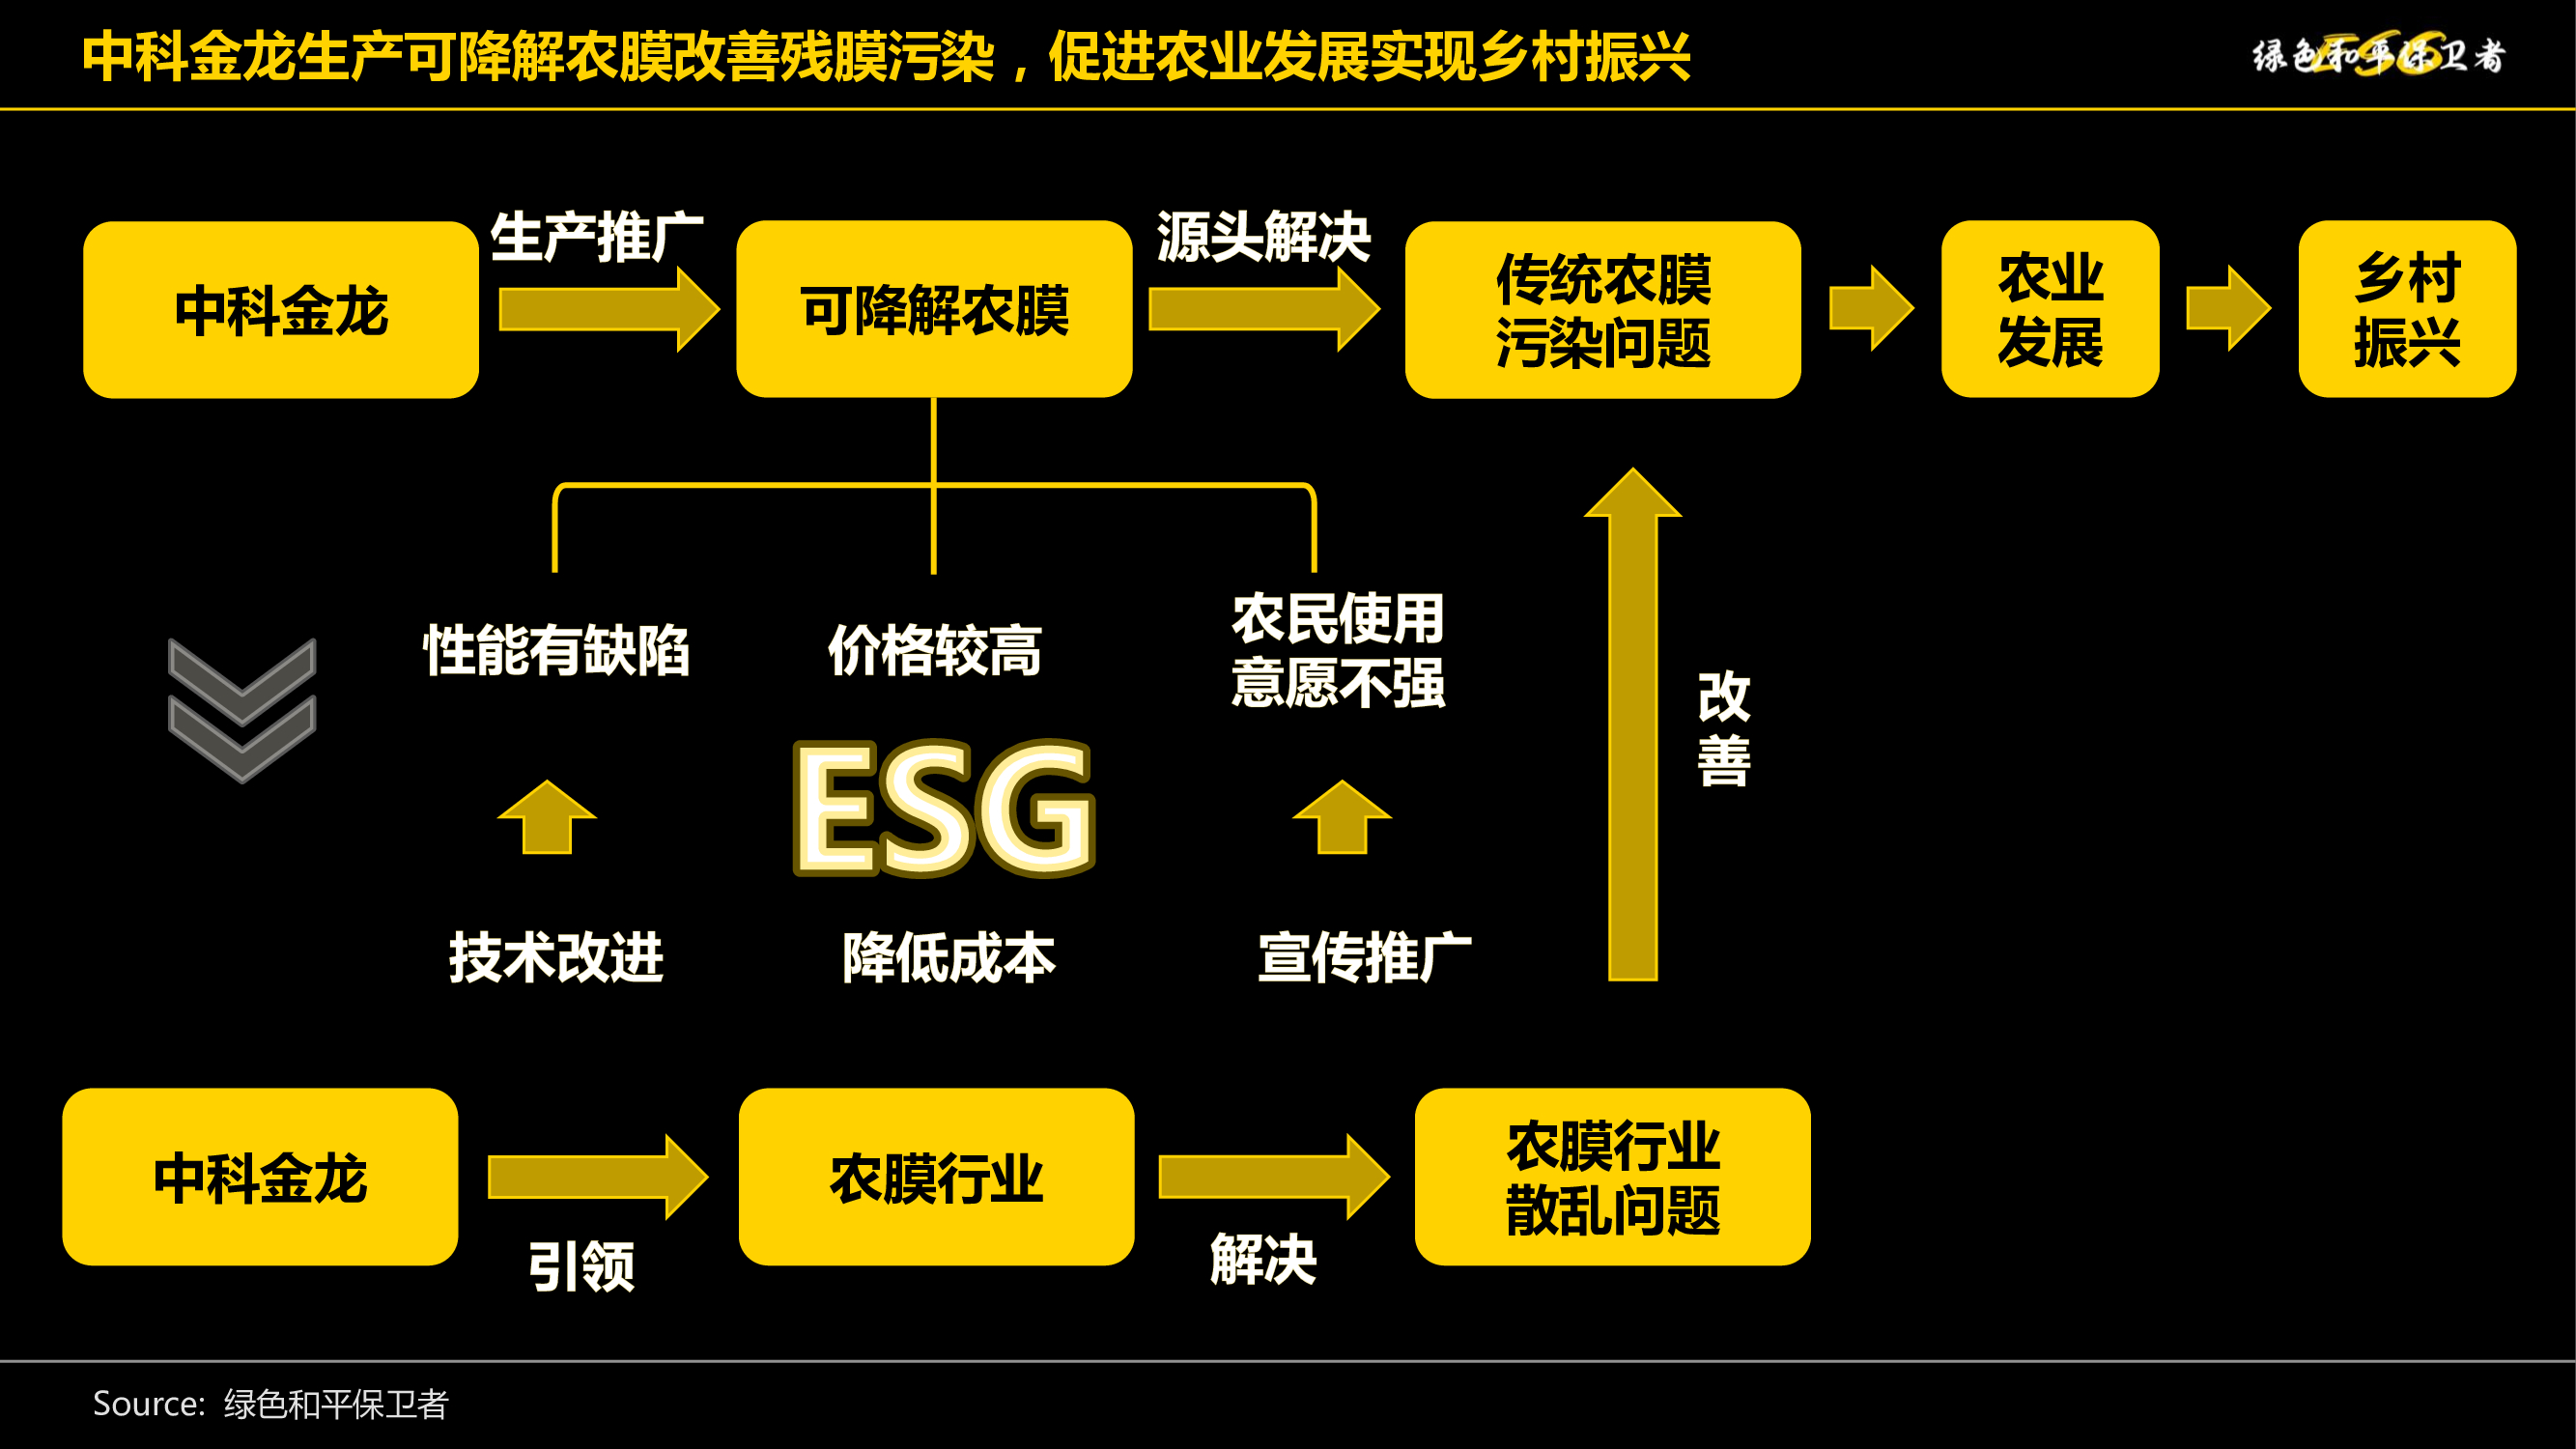 中科金龙生产可降解农膜改善残膜污染，促进农业发展实现乡村振兴
绿色和平保卫者
ESG
生产推广
源头解决
中科金龙
可降解农膜
传统农膜
污染问题
农业
发展
乡村
振兴
性能有缺陷
价格较高
农民使用
意愿不强
改
善
ESG
技术改进
降低成本
宣传推广
中科金龙
农膜行业
农膜行业
散乱问题
引领
解决
Source: 绿色和平保卫者